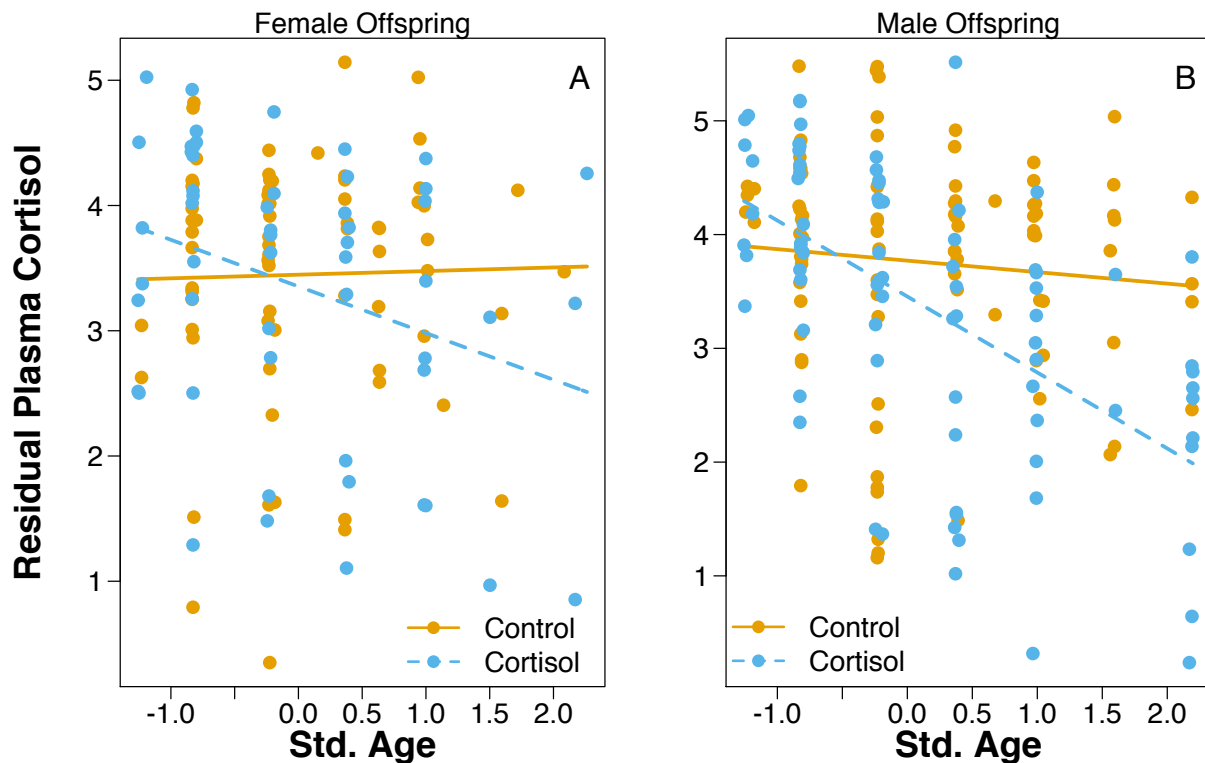 Female Offspring
A
Residual Plasma Cortisol
5
4
3
2
1
Control
Cortisol
-1.0 0.0 0.5 1.0 1.5 2.0
Std. Age
Male Offspring
B
5
4
3
2
1
Control
Cortisol
-1.0 0.0 0.5 1.0 1.5 2.0
Std. Age